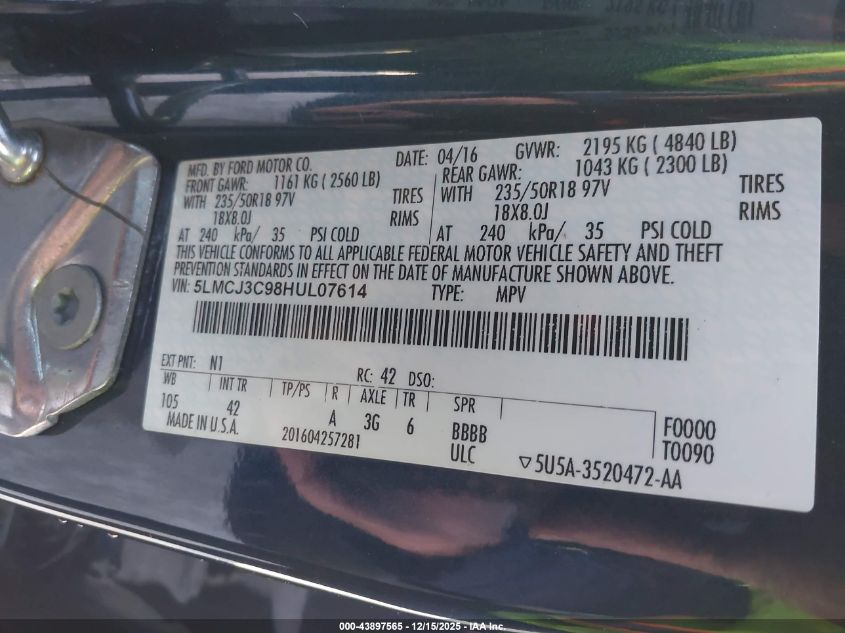 MFD. BY FORD MOTOR CO. DATE: 04/16 GVWR: 2195 KG ( 4840 LB)
FRONT GAWR: 1161 KG ( 2560 LB) REAR GAWR: 1043 KG ( 2300 LB)
WITH 235/50R18 97V TIRES WITH 235/50R18 97V TIRES
18X8.0J RIMS 18X8.0J RIMS
AT 240 kPa/ 35 PSI COLD AT 240 kPa/ 35 PSI COLD
THIS VEHICLE CONFORMS TO ALL APPLICABLE FEDERAL MOTOR VEHICLE SAFETY AND THEFT
PREVENTION STANDARDS IN EFFECT ON THE DATE OF MANUFACTURE SHOWN ABOVE.
VIN: 5LMCJ3C98HUL07614 TYPE: MPV
EXT PNT: N1 RC: 42 DSO:
WB INT TR TP/PS R AXLE TR SPR
105 42 A 3G 6 BBBB F0000
MADE IN U.S.A. 201604257281 ULC T0090
▽5U5A-3520472-AA
000-43897565 - 12/15/2025 - IAA, Inc.